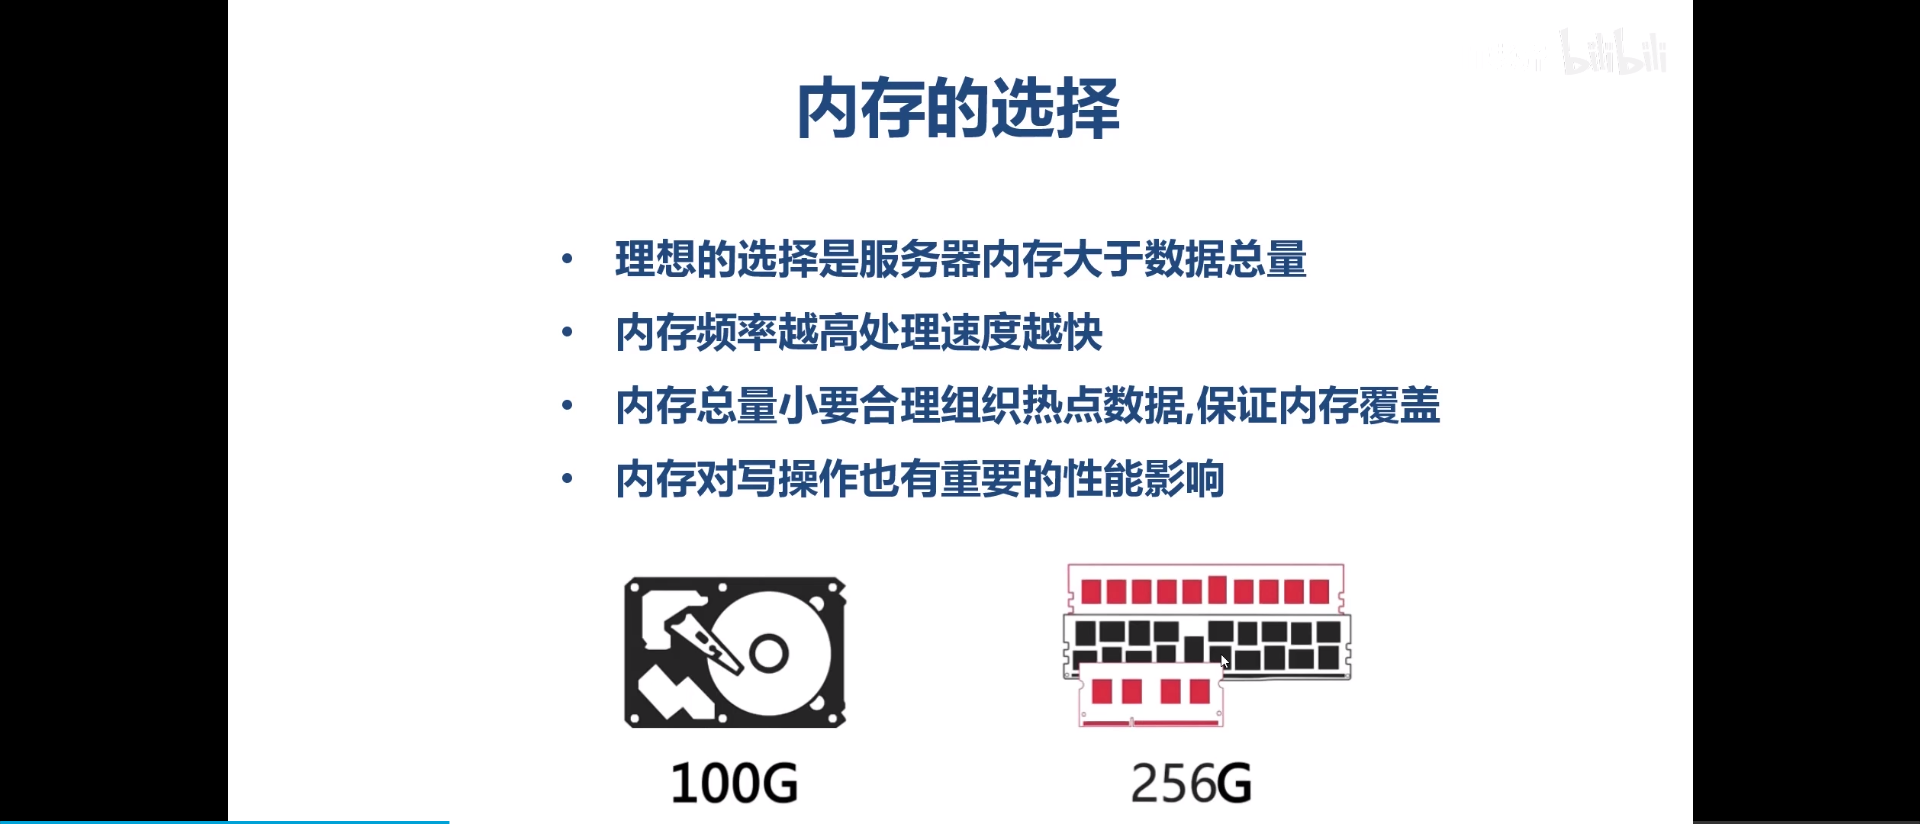 bilibili
内存的选择
• 理想的选择是服务器内存大于数据总量
• 内存频率越高处理速度越快
• 内存总量小要合理组织热点数据,保证内存覆盖
• 内存对写操作也有重要的性能影响
100G
256G